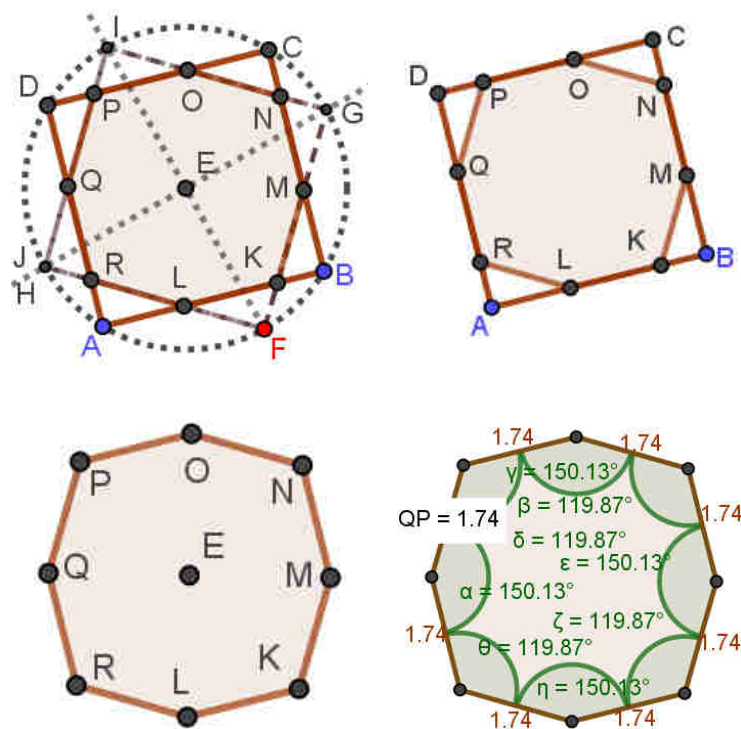 I
C
D
P
O
N
G
E
Q
M
J
H
R
L
K
B
A
F
C
D
P
O
N
Q
M
R
L
K
B
A
O
P
N
E
Q
M
R
L
K
1.74
1.74
γ = 150.13°
QP = 1.74
β = 119.87°
1.74
δ = 119.87°
ε = 150.13°
α = 150.13°
ζ = 119.87°
1.74
θ = 119.87°
1.74
η = 150.13°
1.74
1.74